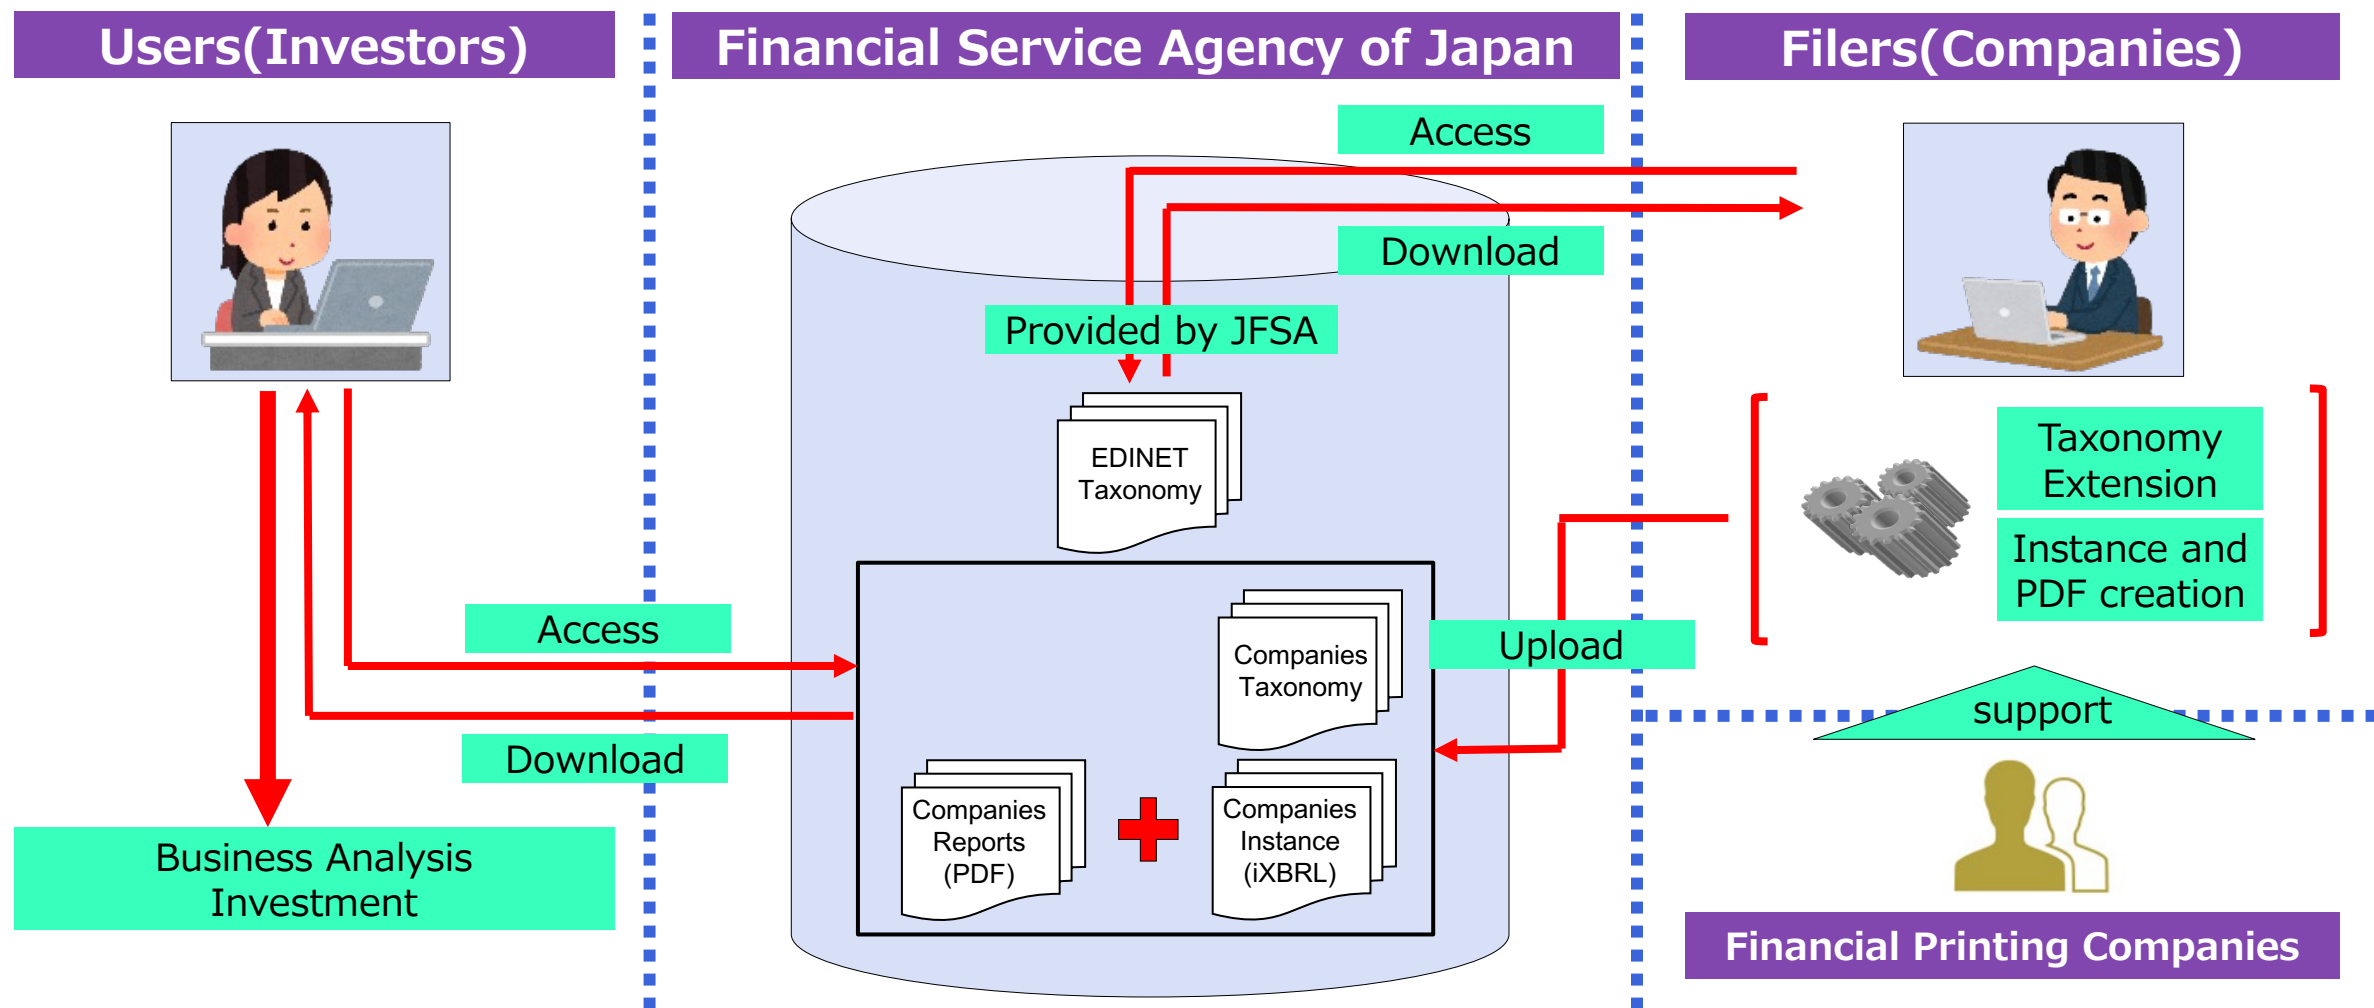 Users(Investors)
Financial Service Agency of Japan
Filers(Companies)
Access
Download
Provided by JFSA
EDINET
Taxonomy
Taxonomy
Extension
Instance and
PDF creation
Access
Download
Upload
Companies
Taxonomy
Companies
Reports
(PDF)
Companies
Instance
(iXBRL)
support
Business Analysis
Investment
Financial Printing Companies